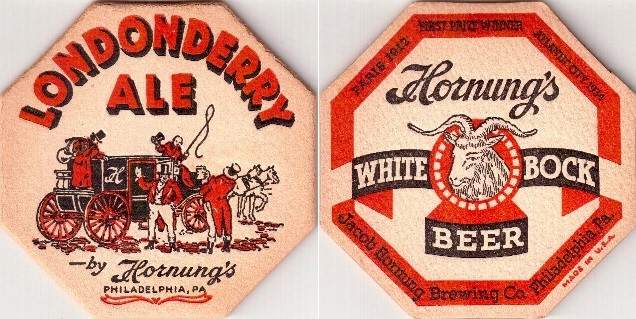 LONDONDERRY
ALE
H
—by Hornung's
PHILADELPHIA, PA
PARIS 1912
FIRST PRIZE WINNER
ATLANTIC CITY 1924
Hornung's
WHITE BOCK
BEER
Jacob Hornung Brewing Co. Philadelphia, Pa.
MADE IN U.S.A.